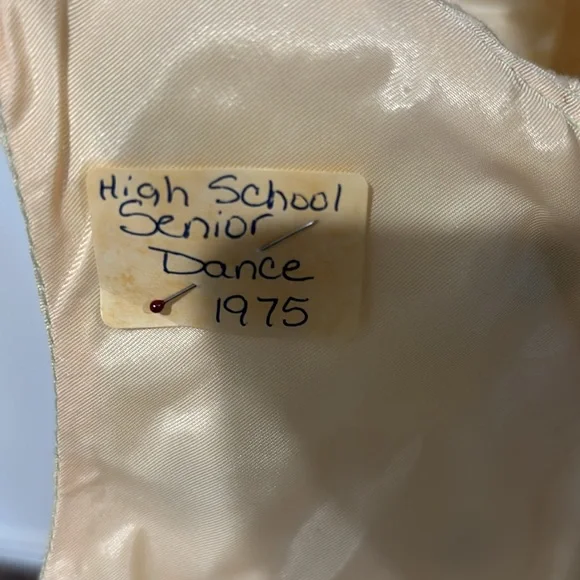 High School
Senior
Dance
1975